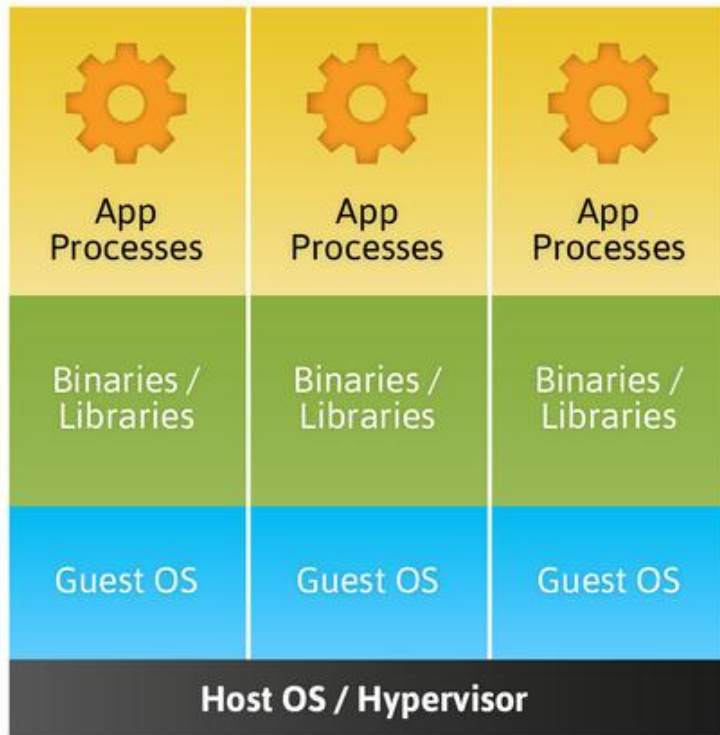 App
Processes
App
Processes
App
Processes
Binaries /
Libraries
Binaries /
Libraries
Binaries /
Libraries
Guest OS
Guest OS
Guest OS
Host OS / Hypervisor